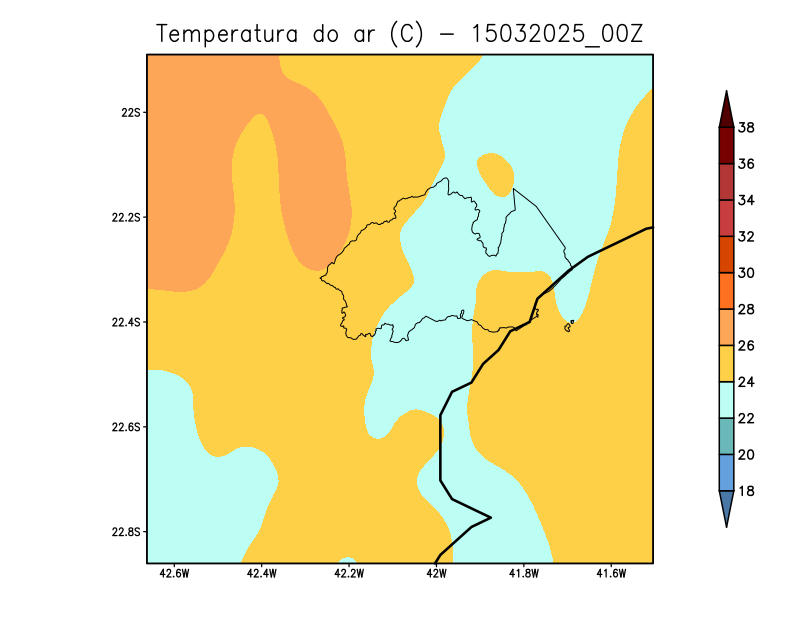 Temperatura do ar (C) − 15032025_00Z
22S
22.2S
22.4S
22.6S
22.8S
42.6W
42.4W
42.2W
42W
41.8W
41.6W
38
36
34
32
30
28
26
24
22
20
18